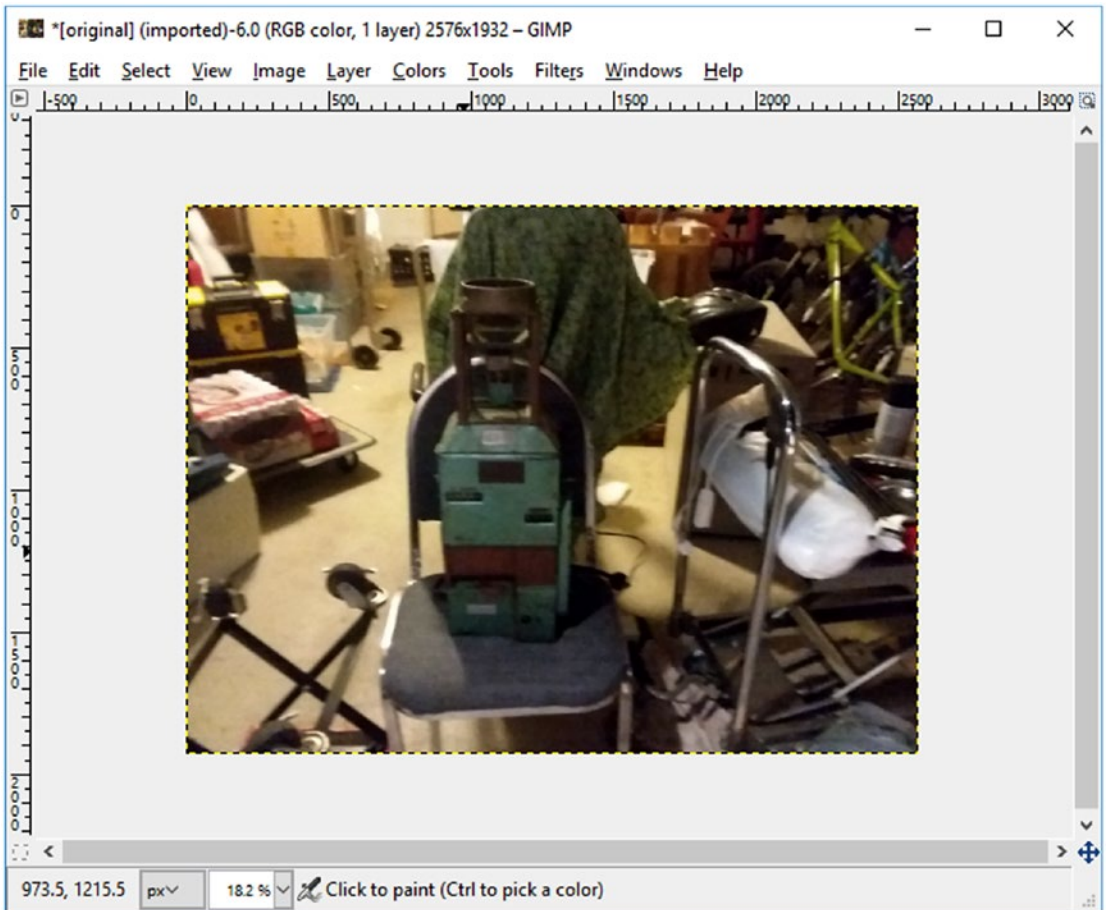 *[original] (imported)-6.0 (RGB color, 1 layer) 2576x1932 – GIMP
File Edit Select View Image Layer Colors Tools Filters Windows Help
-500 0 500 1000 1500 2000 2500 3000
0
500
1000
1500
2000
973.5, 1215.5 px 18.2 % Click to paint (Ctrl to pick a color)